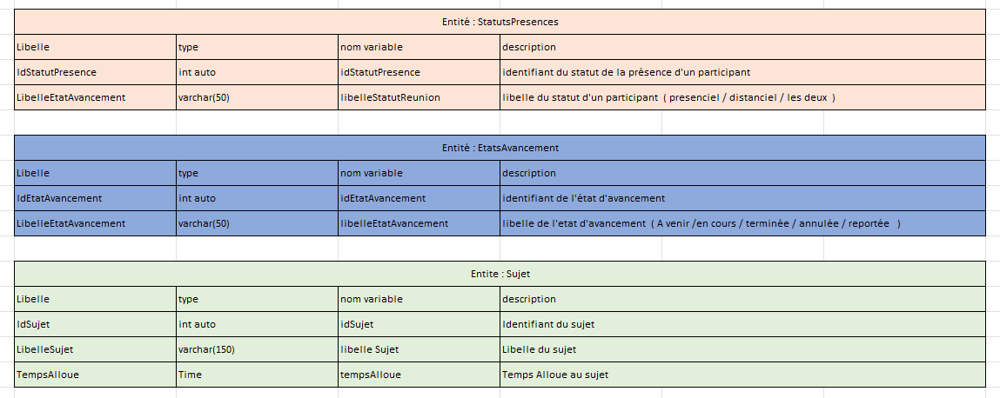 Entité : StatutsPresences
Libelle type nom variable description
IdStatutPresence int auto idStatutPresence identifiant du statut de la présence d'un participant
LibelleEtatAvancement varchar(50) libelleStatutReunion libelle du statut d'un participant ( presenciel / distanciel / les deux )
Entité : EtatsAvancement
Libelle type nom variable description
IdEtatAvancement int auto idEtatAvancement identifiant de l'état d'avancement
LibelleEtatAvancement varchar(50) libelleEtatAvancement libelle de l'etat d'avancement ( A venir /en cours / terminée / annulée / reportée )
Entite : Sujet
Libelle type nom variable description
IdSujet int auto idSujet Identifiant du sujet
LibelleSujet varchar(150) libelle Sujet Libelle du sujet
TempsAlloue Time tempsAlloue Temps Alloue au sujet